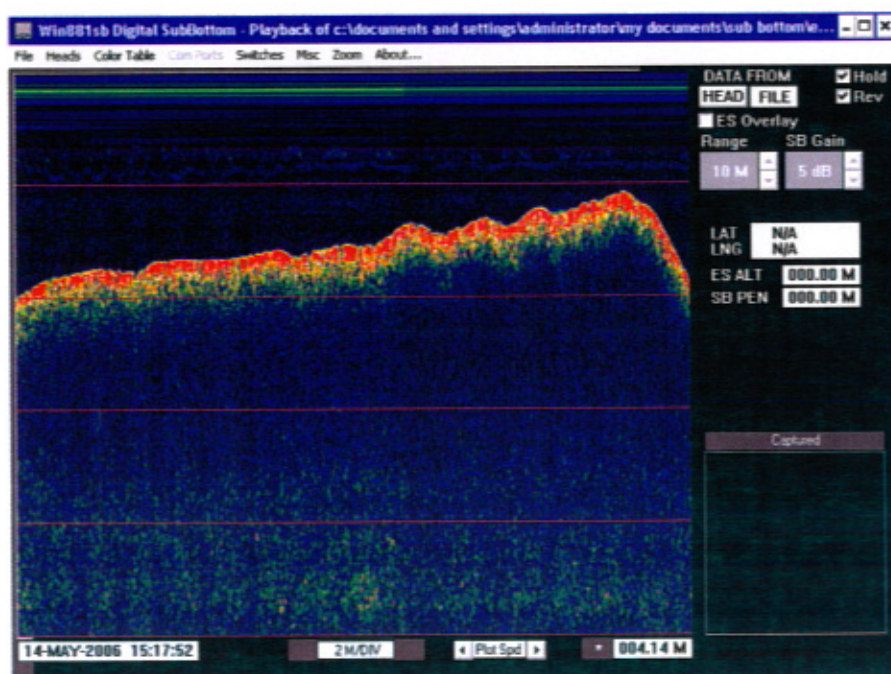 Win881sb Digital SubBottom - Playback of c:\documents and settings\administrator\my documents\sub bottom\e...
File Heads Color Table Com Ports Switches Misc Zoom About...
DATA FROM
Hold
HEAD FILE
Rev
ES Overlay
Range SB Gain
10 M 5 dB
LAT N/A
LNG N/A
ES ALT 000.00 M
SB PEN 000.00 M
Captured
14-MAY-2006 15:17:52 2 M/DIV Plot Spd 004.14 M